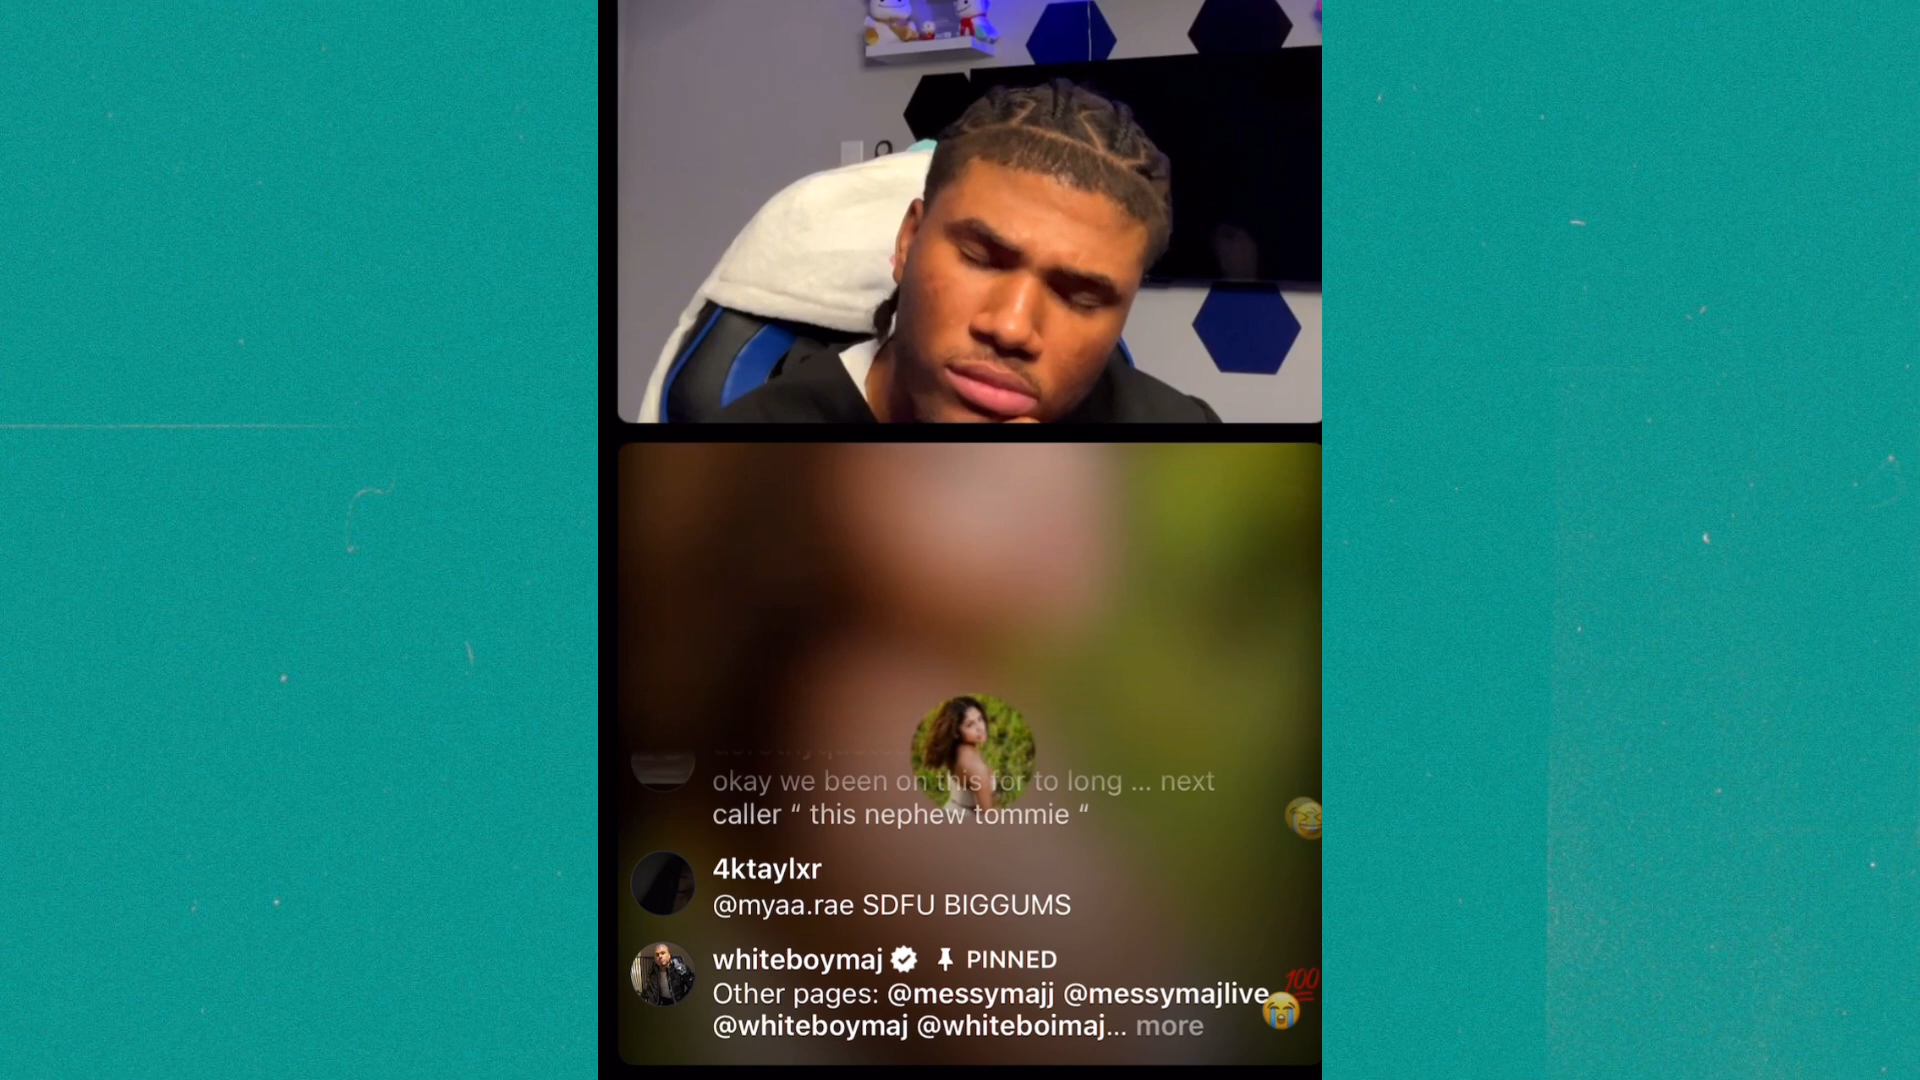 okay we been on this for to long ... next
caller “ this nephew tommie “
4ktaylxr
@myaa.rae SDFU BIGGUMS
whiteboymaj PINNED
Other pages: @messymajj @messymajlive
@whiteboymaj @whiteboimaj... more
100